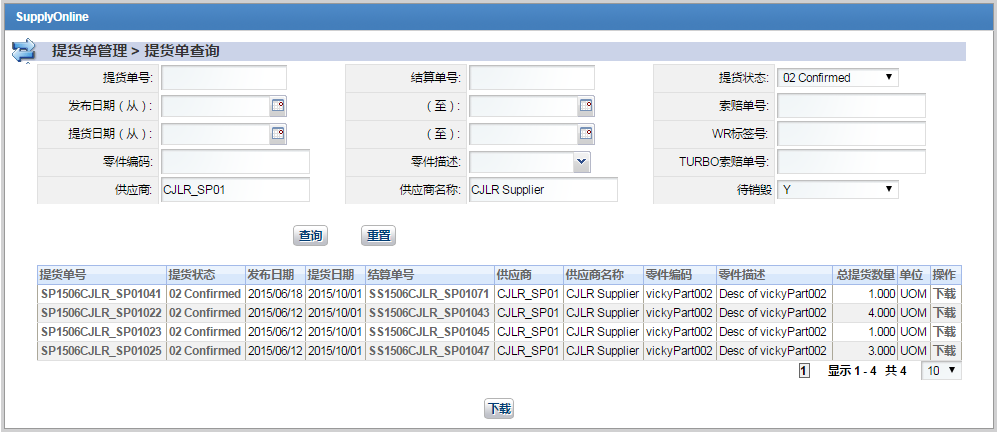 SupplyOnline
提货单管理 > 提货单查询
提货单号: 结算单号: 提货状态: 02 Confirmed
发布日期（从）: （至）: 索赔单号:
提货日期（从）: （至）: WR标签号:
零件编码: 零件描述: TURBO索赔单号:
供应商: CJLR_SP01 供应商名称: CJLR Supplier 待销毁 Y
查询 重置
提货单号 提货状态 发布日期 提货日期 结算单号 供应商 供应商名称 零件编码 零件描述 总提货数量 单位 操作
SP1506CJLR_SP01041 02 Confirmed 2015/06/18 2015/10/01 SS1506CJLR_SP01071 CJLR_SP01 CJLR Supplier vickyPart002 Desc of vickyPart002 1.000 UOM 下载
SP1506CJLR_SP01022 02 Confirmed 2015/06/12 2015/10/01 SS1506CJLR_SP01043 CJLR_SP01 CJLR Supplier vickyPart002 Desc of vickyPart002 4.000 UOM 下载
SP1506CJLR_SP01023 02 Confirmed 2015/06/12 2015/10/01 SS1506CJLR_SP01045 CJLR_SP01 CJLR Supplier vickyPart002 Desc of vickyPart002 1.000 UOM 下载
SP1506CJLR_SP01025 02 Confirmed 2015/06/12 2015/10/01 SS1506CJLR_SP01047 CJLR_SP01 CJLR Supplier vickyPart002 Desc of vickyPart002 3.000 UOM 下载
1 显示 1 - 4 共 4 10
下载